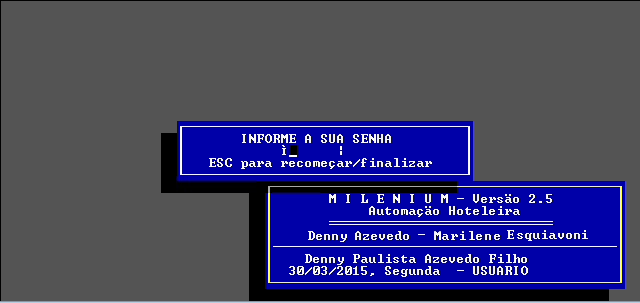 INFORME A SUA SENHA
ESC para recomeçar/finalizar
M I L E N I U M - Versão 2.5
Automação Hoteleira
Denny Azevedo - Marilene Esquiavoni
Denny Paulista Azevedo Filho
30/03/2015, Segunda - USUARIO